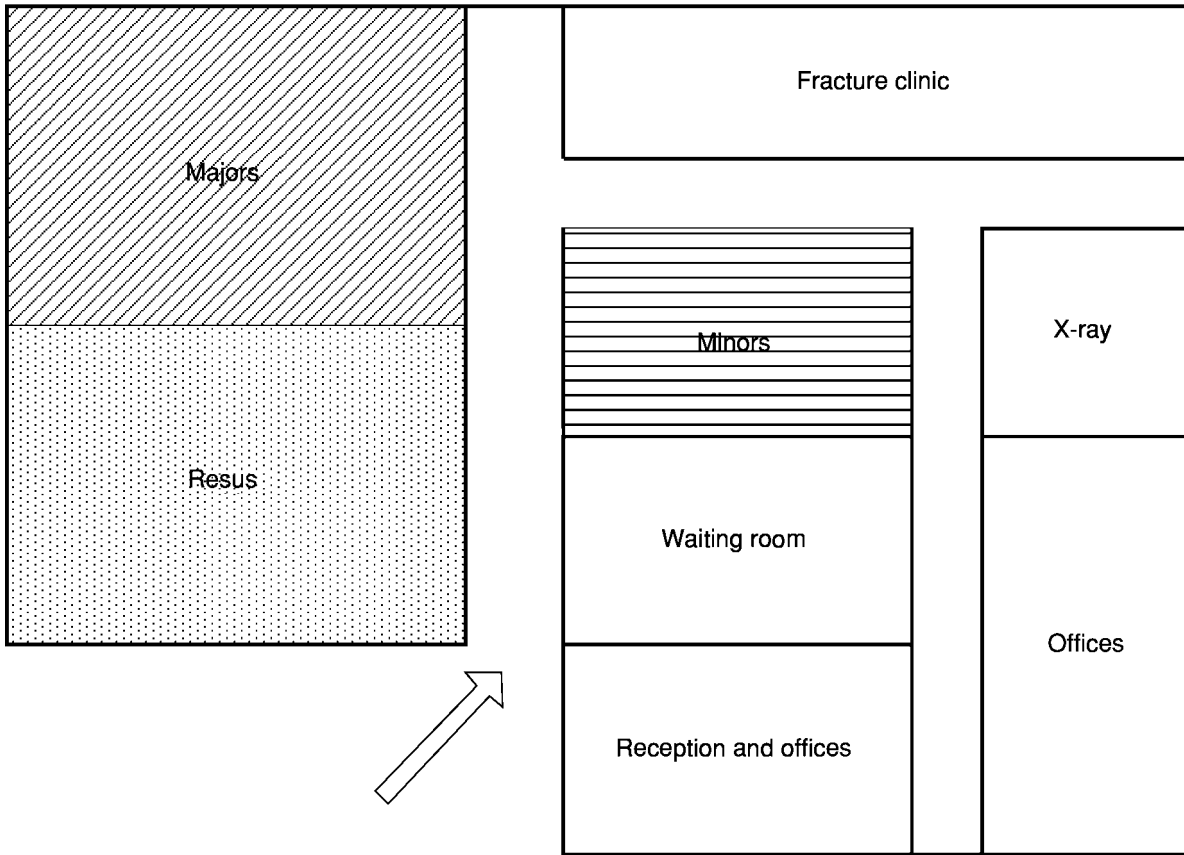 Fracture clinic
Majors
Minors
X-ray
Resus
Waiting room
Offices
Reception and offices